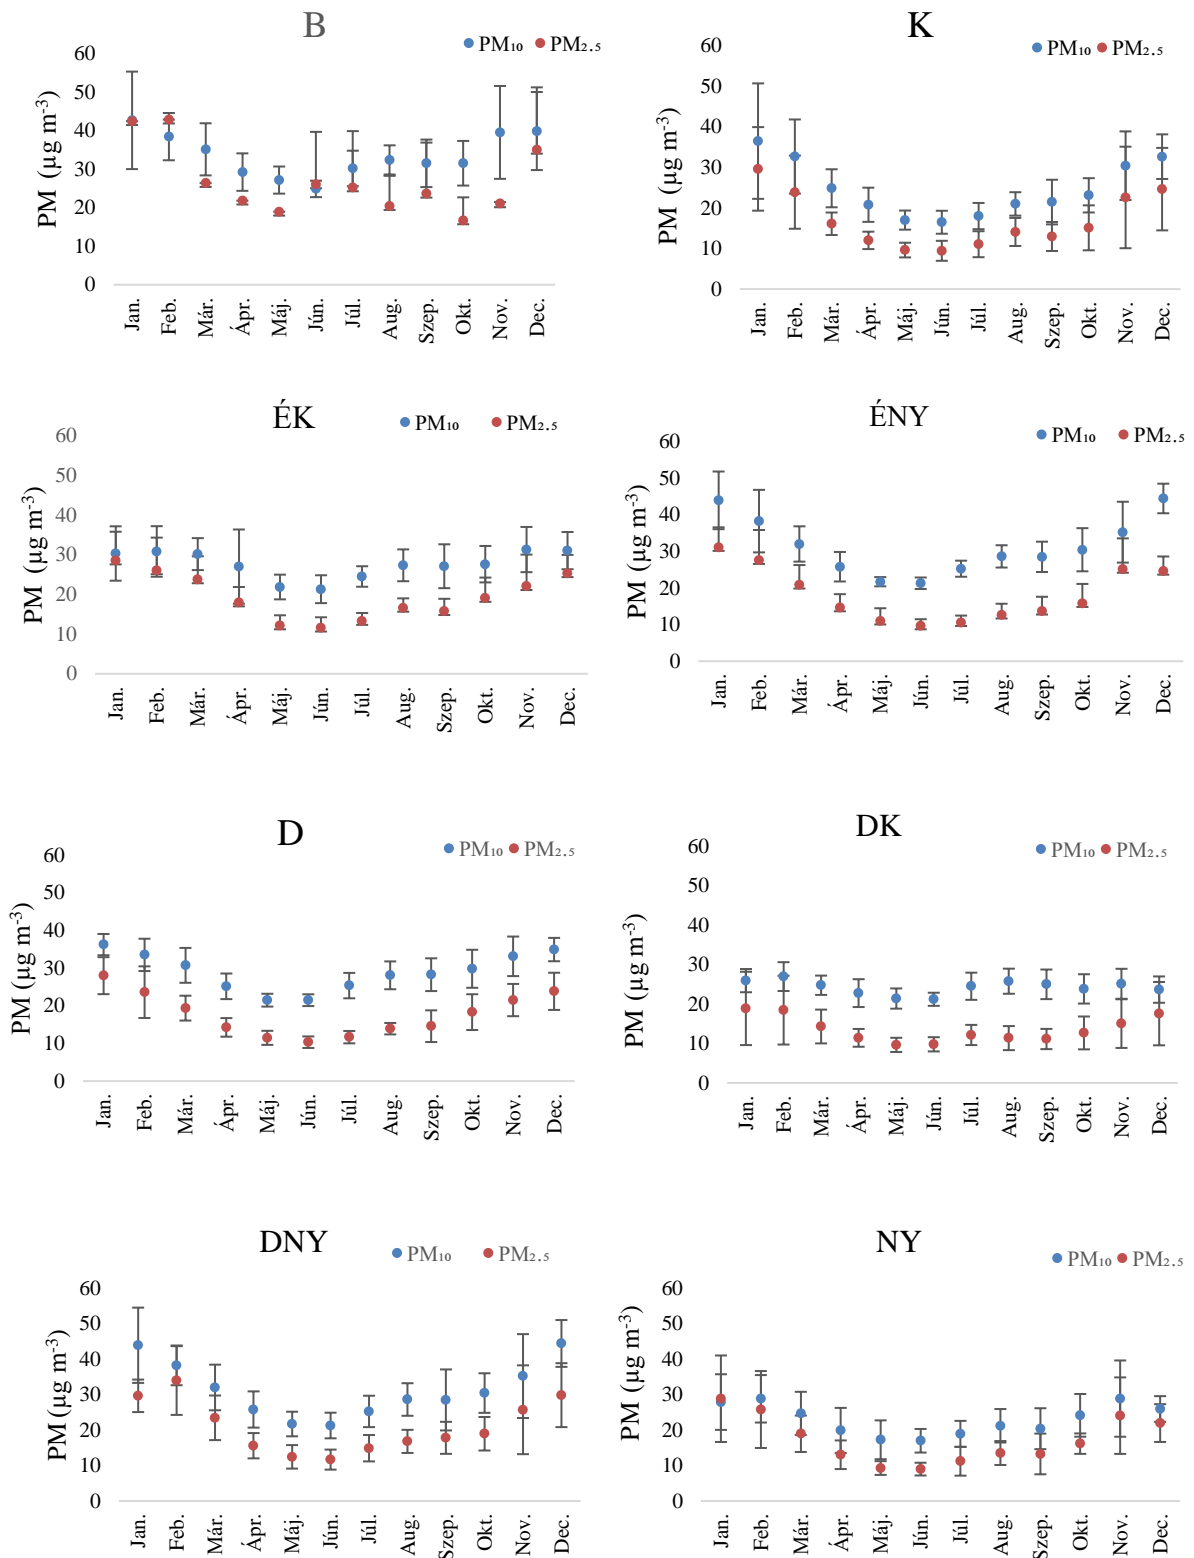 B
PM₁₀ PM₂.₅
PM (µg m⁻³)
60
50
40
30
20
10
0
Jan. Feb. Már. Ápr. Máj. Jún. Júl. Aug. Szep. Okt. Nov. Dec.
K
PM₁₀ PM₂.₅
PM (µg m⁻³)
60
50
40
30
20
10
0
Jan. Feb. Már. Ápr. Máj. Jún. Júl. Aug. Szep. Okt. Nov. Dec.
ÉK
PM₁₀ PM₂.₅
PM (µg m⁻³)
60
50
40
30
20
10
0
Jan. Feb. Már. Ápr. Máj. Jún. Júl. Aug. Szep. Okt. Nov. Dec.
ÉNY
PM₁₀ PM₂.₅
PM (µg m⁻³)
60
50
40
30
20
10
0
Jan. Feb. Már. Ápr. Máj. Jún. Júl. Aug. Szep. Okt. Nov. Dec.
D
PM₁₀ PM₂.₅
PM (µg m⁻³)
60
50
40
30
20
10
0
Jan. Feb. Már. Ápr. Máj. Jún. Júl. Aug. Szep. Okt. Nov. Dec.
DK
PM₁₀ PM₂.₅
PM (µg m⁻³)
60
50
40
30
20
10
0
Jan. Feb. Már. Ápr. Máj. Jún. Júl. Aug. Szep. Okt. Nov. Dec.
DNY
PM₁₀ PM₂.₅
PM (µg m⁻³)
60
50
40
30
20
10
0
Jan. Feb. Már. Ápr. Máj. Jún. Júl. Aug. Szep. Okt. Nov. Dec.
NY
PM₁₀ PM₂.₅
PM (µg m⁻³)
60
50
40
30
20
10
0
Jan. Feb. Már. Ápr. Máj. Jún. Júl. Aug. Szep. Okt. Nov. Dec.